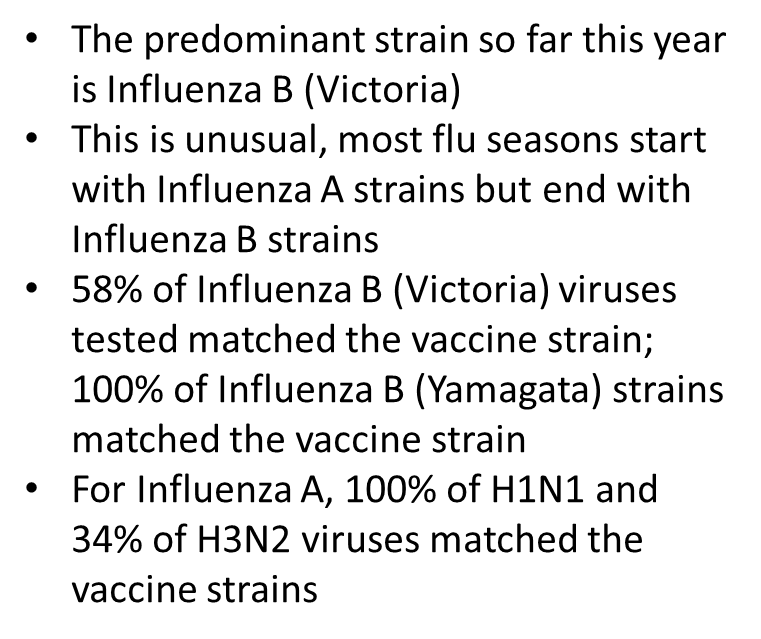 • The predominant strain so far this year
is Influenza B (Victoria)
• This is unusual, most flu seasons start
with Influenza A strains but end with
Influenza B strains
• 58% of Influenza B (Victoria) viruses
tested matched the vaccine strain;
100% of Influenza B (Yamagata) strains
matched the vaccine strain
• For Influenza A, 100% of H1N1 and
34% of H3N2 viruses matched the
vaccine strains